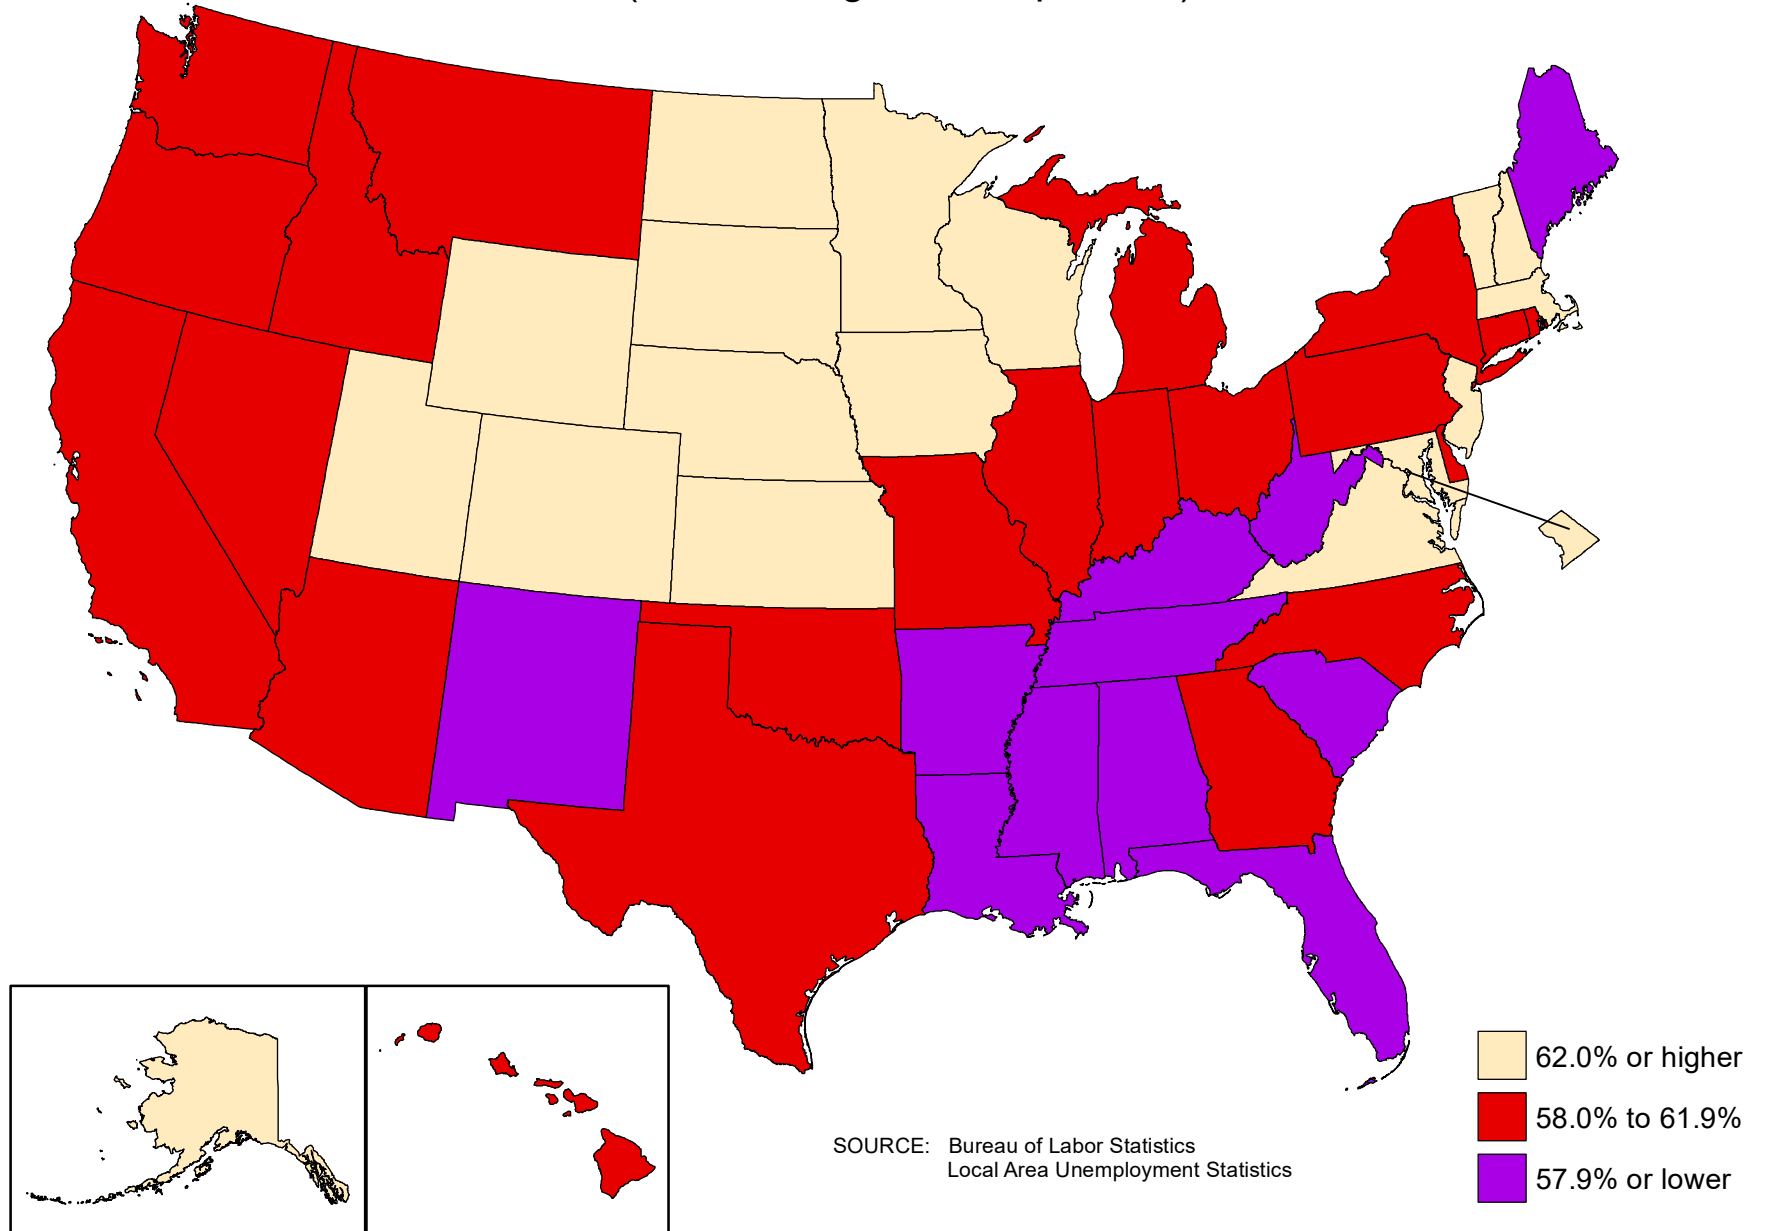 62.0% or higher
58.0% to 61.9%
57.9% or lower
SOURCE: Bureau of Labor Statistics
Local Area Unemployment Statistics